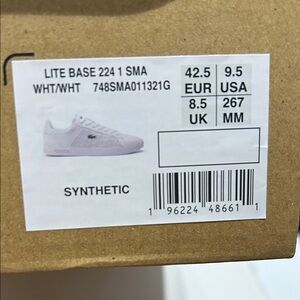 LITE BASE 224 1 SMA
WHT/WHT 748SMA011321G
42.5 9.5
EUR USA
8.5 267
UK MM
SYNTHETIC
1 96224 48661 1